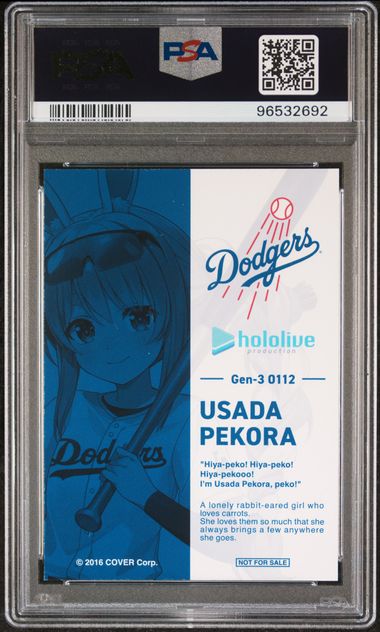 PSA
PSA
96532692
Dodgers
hololive
production
Gen-3 0112
USADA
PEKORA
"Hiya-peko! Hiya-peko!
Hiya-pekooo!
I'm Usada Pekora, peko!"
A lonely rabbit-eared girl who
loves carrots.
She loves them so much that she
always brings a few anywhere
she goes.
Dodgers
© 2016 COVER Corp.
NOT FOR SALE